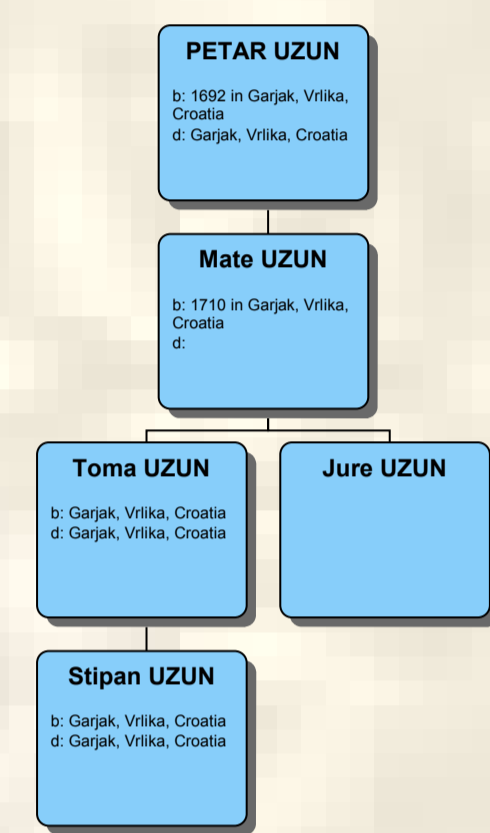 PETAR UZUN
b: 1692 in Garjak, Vrlika,
Croatia
d: Garjak, Vrlika, Croatia
Mate UZUN
b: 1710 in Garjak, Vrlika,
Croatia
d:
Toma UZUN
b: Garjak, Vrlika, Croatia
d: Garjak, Vrlika, Croatia
Jure UZUN
Stipan UZUN
b: Garjak, Vrlika, Croatia
d: Garjak, Vrlika, Croatia